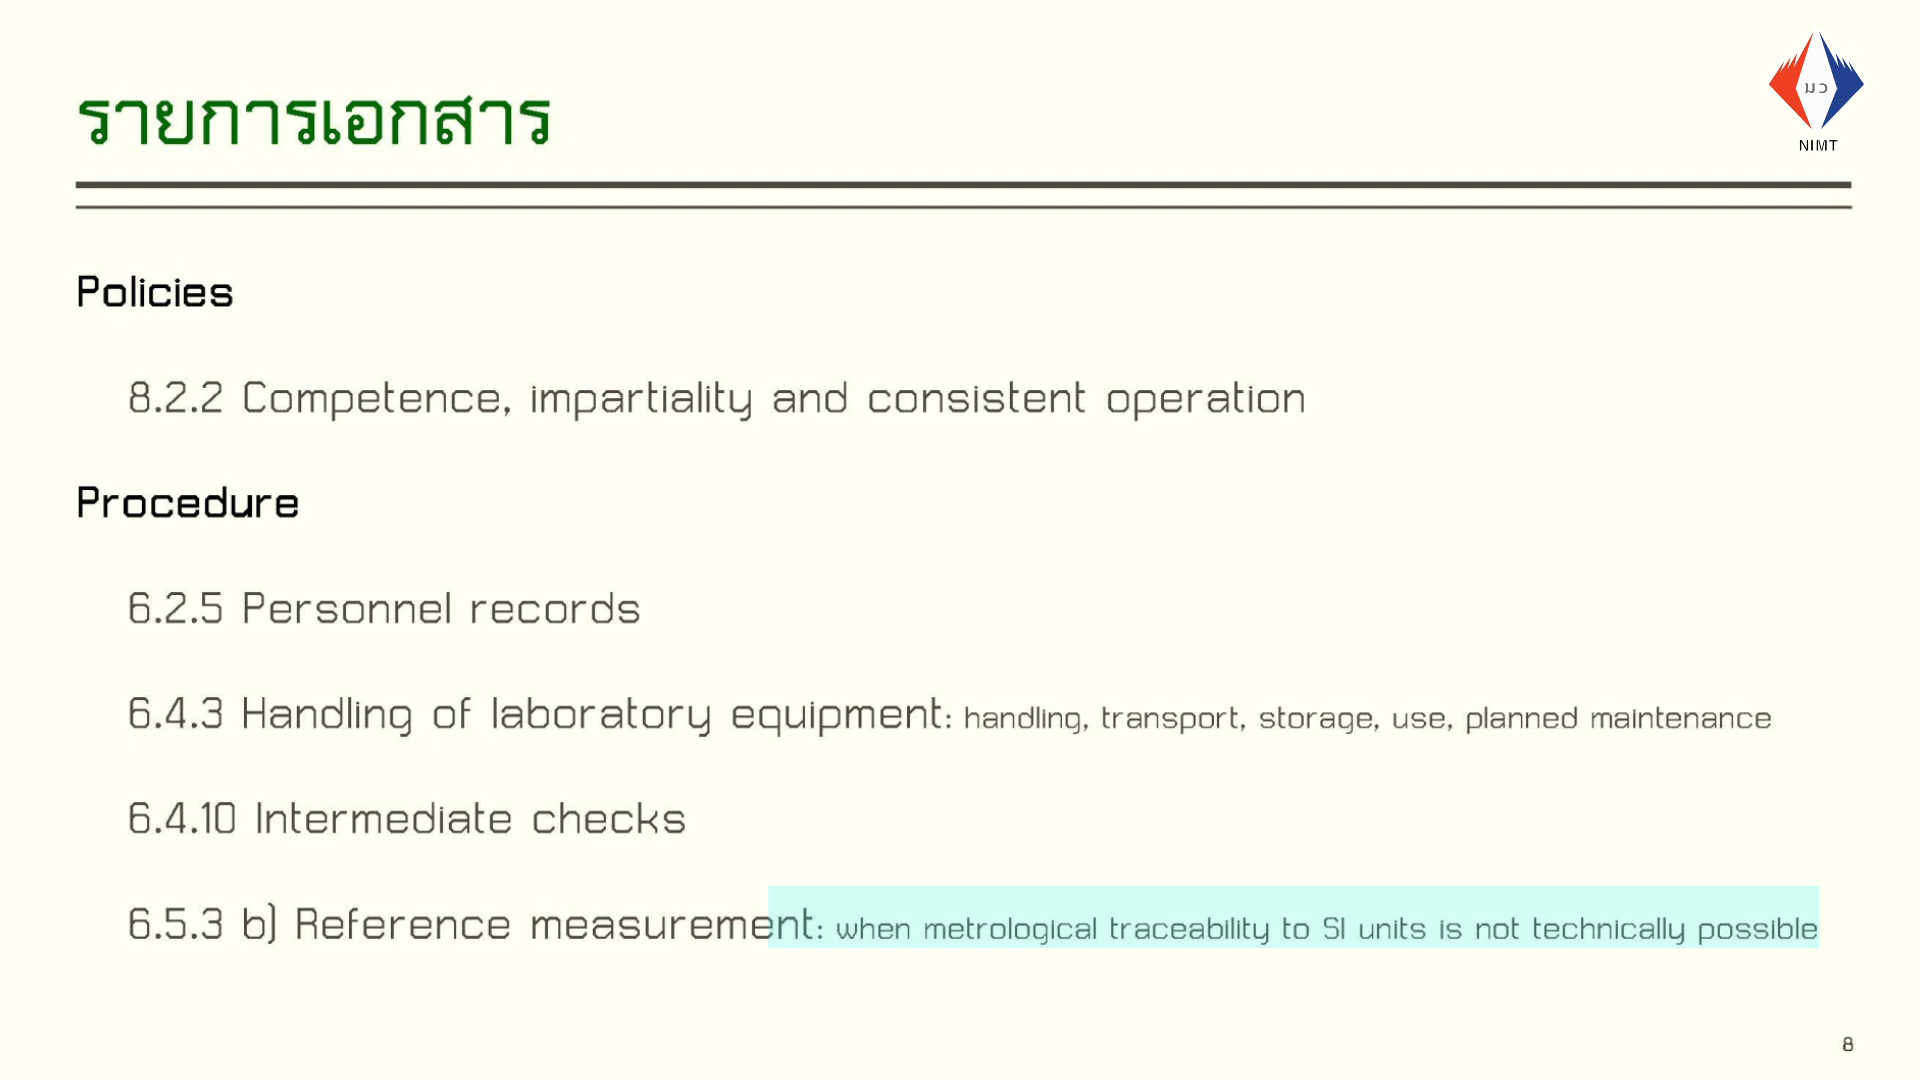 รายการเอกสาร
มว
NIMT
Policies
8.2.2 Competence, impartiality and consistent operation
Procedure
6.2.5 Personnel records
6.4.3 Handling of laboratory equipment: handling, transport, storage, use, planned maintenance
6.4.10 Intermediate checks
6.5.3 b) Reference measurement: when metrological traceability to SI units is not technically possible
8